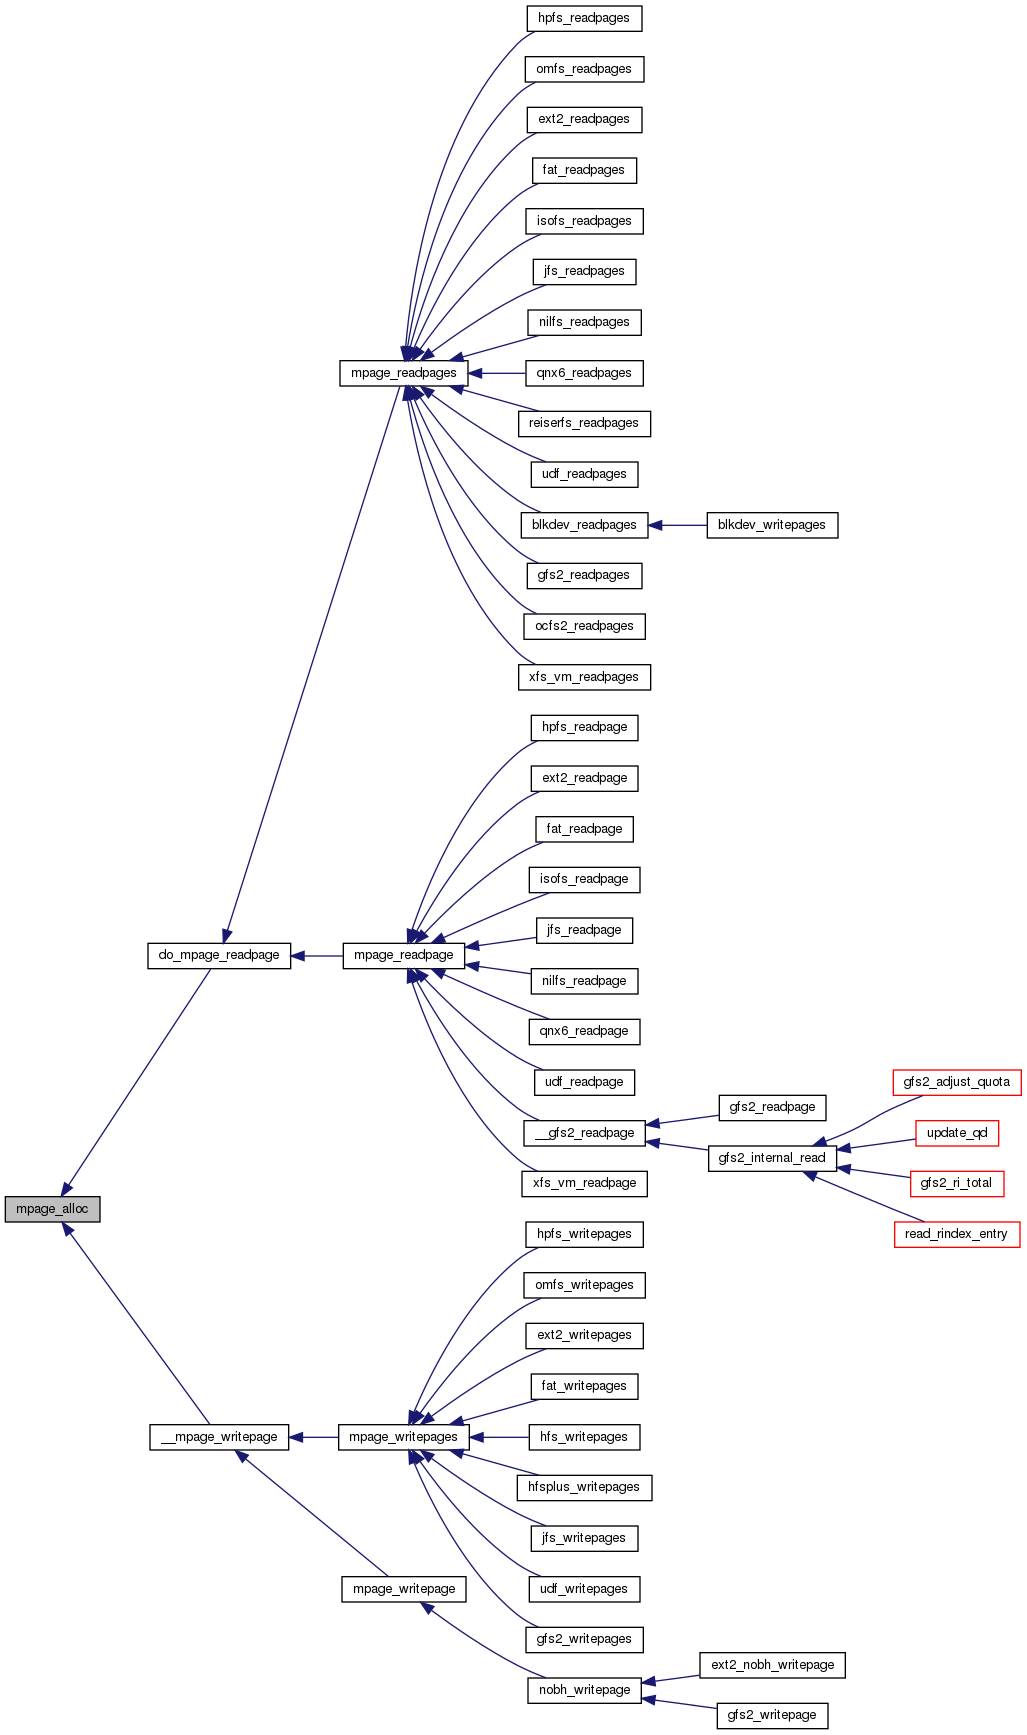 hpfs_readpages
omfs_readpages
ext2_readpages
fat_readpages
isofs_readpages
jfs_readpages
nilfs_readpages
mpage_readpages
qnx6_readpages
reiserfs_readpages
udf_readpages
blkdev_readpages
blkdev_writepages
gfs2_readpages
ocfs2_readpages
xfs_vm_readpages
hpfs_readpage
ext2_readpage
fat_readpage
isofs_readpage
jfs_readpage
do_mpage_readpage
mpage_readpage
nilfs_readpage
qnx6_readpage
udf_readpage
gfs2_adjust_quota
gfs2_readpage
__gfs2_readpage
update_qd
gfs2_internal_read
xfs_vm_readpage
gfs2_ri_total
mpage_alloc
read_rindex_entry
hpfs_writepages
omfs_writepages
ext2_writepages
fat_writepages
__mpage_writepage
mpage_writepages
hfs_writepages
hfsplus_writepages
jfs_writepages
mpage_writepage
udf_writepages
gfs2_writepages
ext2_nobh_writepage
nobh_writepage
gfs2_writepage